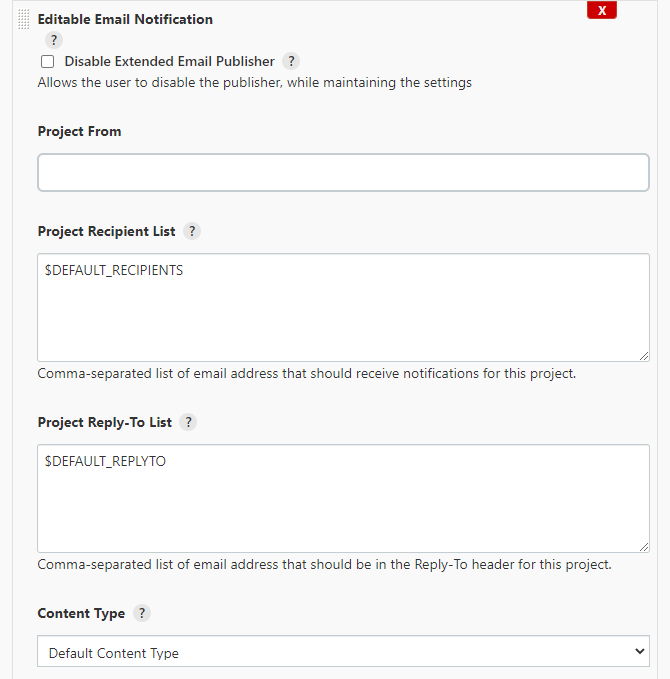 Editable Email Notification
X
?
Disable Extended Email Publisher ?
Allows the user to disable the publisher, while maintaining the settings
Project From
Project Recipient List ?
$DEFAULT_RECIPIENTS
Comma-separated list of email address that should receive notifications for this project.
Project Reply-To List ?
$DEFAULT_REPLYTO
Comma-separated list of email address that should be in the Reply-To header for this project.
Content Type ?
Default Content Type